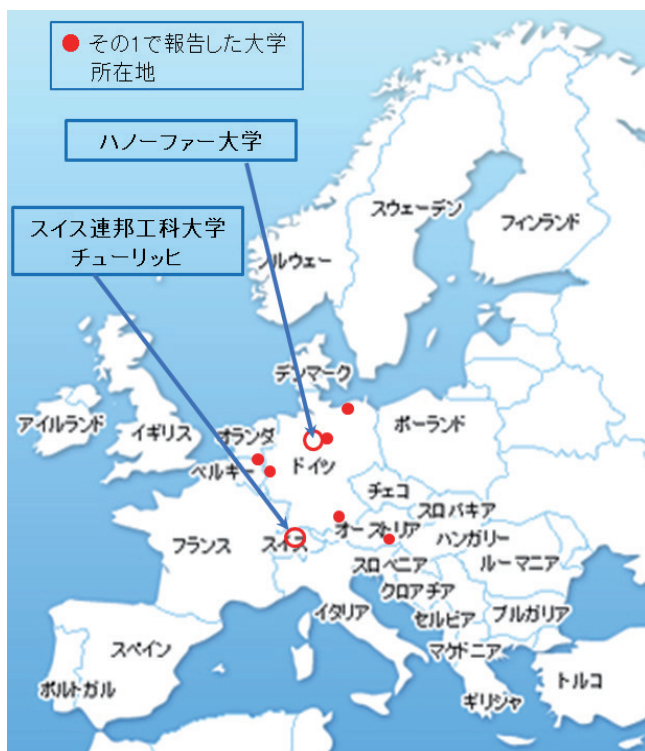 その1で報告した大学
所在地
ハノーファー大学
スイス連邦工科大学
チューリッヒ
スウェーデン
フィンランド
ノルウェー
デンマーク
アイルランド
イギリス
オランダ
ポーランド
ベルギー
ドイツ
チェコ
スロバキア
フランス
スイス
オーストリア
ハンガリー
スロベニア
ルーマニア
クロアチア
イタリア
セルビア
ブルガリア
スペイン
マケドニア
ポルトガル
トルコ
ギリシャ